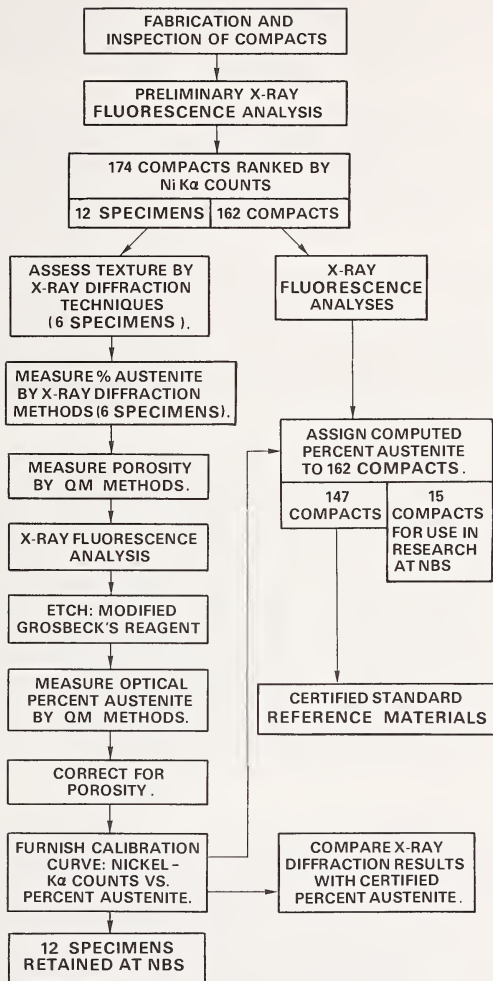 FABRICATION AND
INSPECTION OF COMPACTS
PRELIMINARY X-RAY
FLUORESCENCE ANALYSIS
174 COMPACTS RANKED BY
Ni Kα COUNTS
12 SPECIMENS
162 COMPACTS
ASSESS TEXTURE BY
X-RAY DIFFRACTION
TECHNIQUES
(6 SPECIMENS ).
MEASURE % AUSTENITE
BY X-RAY DIFFRACTION
METHODS (6 SPECIMENS).
MEASURE POROSITY
BY QM METHODS.
X-RAY FLUORESCENCE
ANALYSIS
ETCH: MODIFIED
GROSBECK'S REAGENT
MEASURE OPTICAL
PERCENT AUSTENITE
BY QM METHODS.
CORRECT FOR
POROSITY .
FURNISH CALIBRATION
CURVE: NICKEL-
Kα COUNTS VS.
PERCENT AUSTENITE.
12 SPECIMENS
RETAINED AT NBS
X-RAY
FLUORESCENCE
ANALYSES
ASSIGN COMPUTED
PERCENT AUSTENITE
TO 162 COMPACTS .
147
COMPACTS
15
COMPACTS
FOR USE IN
RESEARCH
AT NBS
CERTIFIED STANDARD
REFERENCE MATERIALS
COMPARE X-RAY
DIFFRACTION RESULTS
WITH CERTIFIED
PERCENT AUSTENITE .